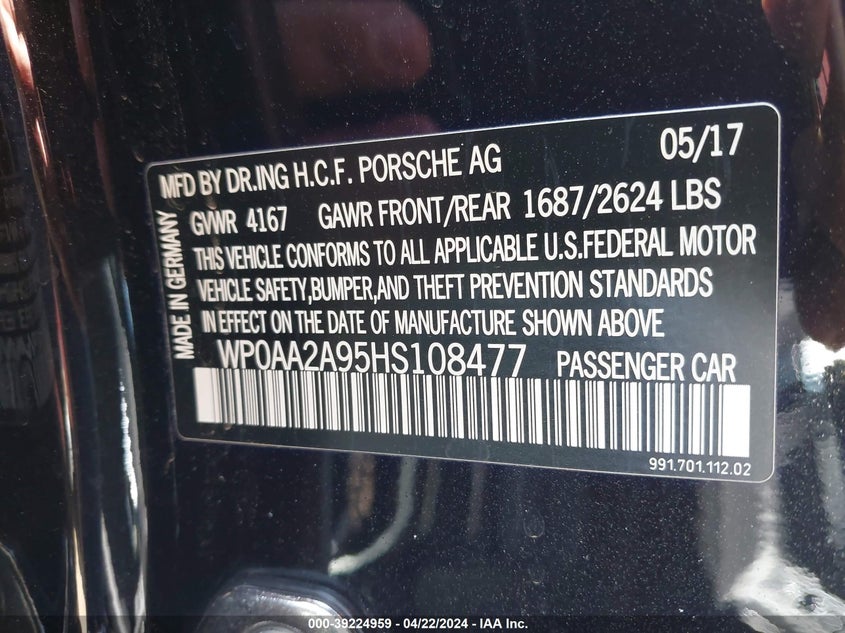 MFD BY DR.ING H.C.F. PORSCHE AG 05/17
GVWR 4167 GAWR FRONT/REAR 1687/2624 LBS
THIS VEHICLE CONFORMS TO ALL APPLICABLE U.S.FEDERAL MOTOR
VEHICLE SAFETY,BUMPER,AND THEFT PREVENTION STANDARDS
IN EFFECT ON THE DATE OF MANUFACTURE SHOWN ABOVE
WP0AA2A95HS108477 PASSENGER CAR
MADE IN GERMANY
991.701.112.02
000-39224959 - 04/22/2024 - IAA Inc.